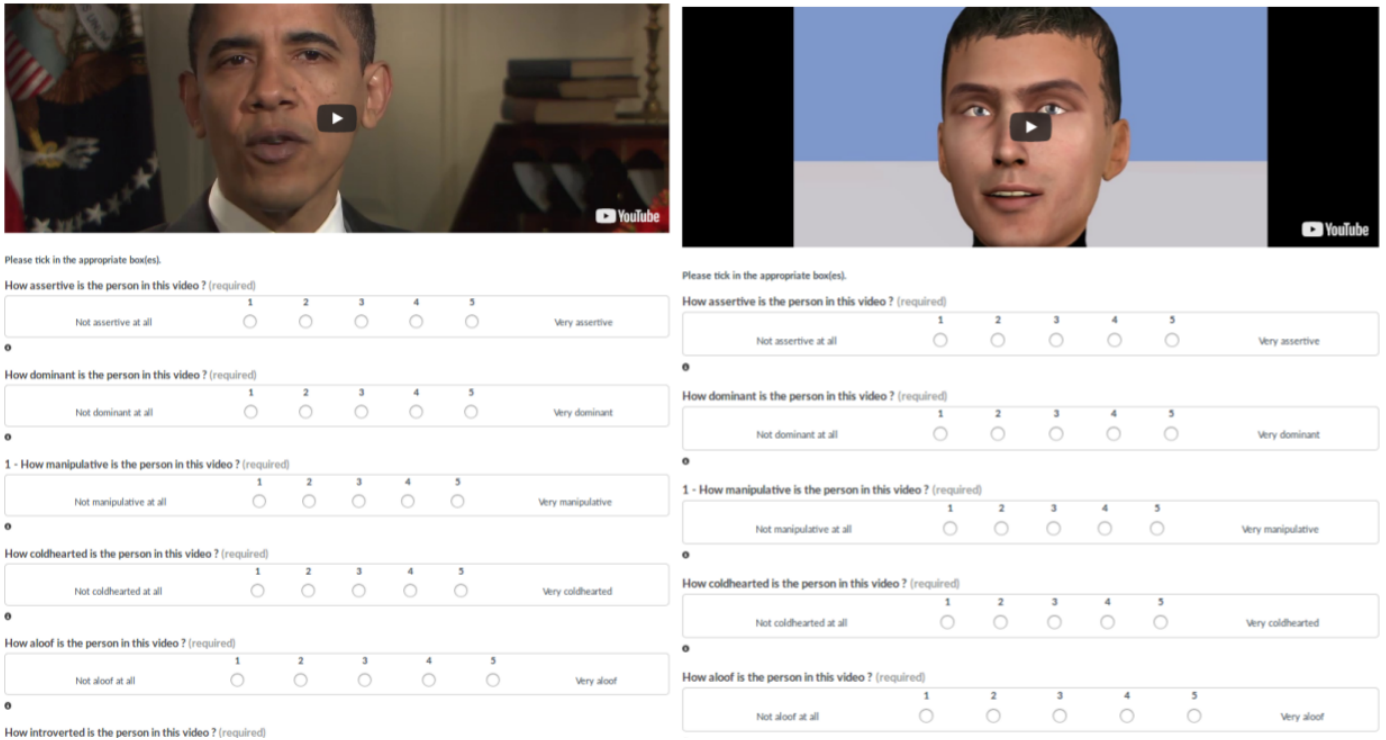 YouTube
Please tick in the appropriate box(es).
How assertive is the person in this video ? (required)
1 2 3 4 5
Not assertive at all Very assertive
How dominant is the person in this video ? (required)
1 2 3 4 5
Not dominant at all Very dominant
1 - How manipulative is the person in this video ? (required)
1 2 3 4 5
Not manipulative at all Very manipulative
How coldhearted is the person in this video ? (required)
1 2 3 4 5
Not coldhearted at all Very coldhearted
How aloof is the person in this video ? (required)
1 2 3 4 5
Not aloof at all Very aloof
How introverted is the person in this video ? (required)
YouTube
Please tick in the appropriate box(es).
How assertive is the person in this video ? (required)
1 2 3 4 5
Not assertive at all Very assertive
How dominant is the person in this video ? (required)
1 2 3 4 5
Not dominant at all Very dominant
1 - How manipulative is the person in this video ? (required)
1 2 3 4 5
Not manipulative at all Very manipulative
How coldhearted is the person in this video ? (required)
1 2 3 4 5
Not coldhearted at all Very coldhearted
How aloof is the person in this video ? (required)
1 2 3 4 5
Not aloof at all Very aloof